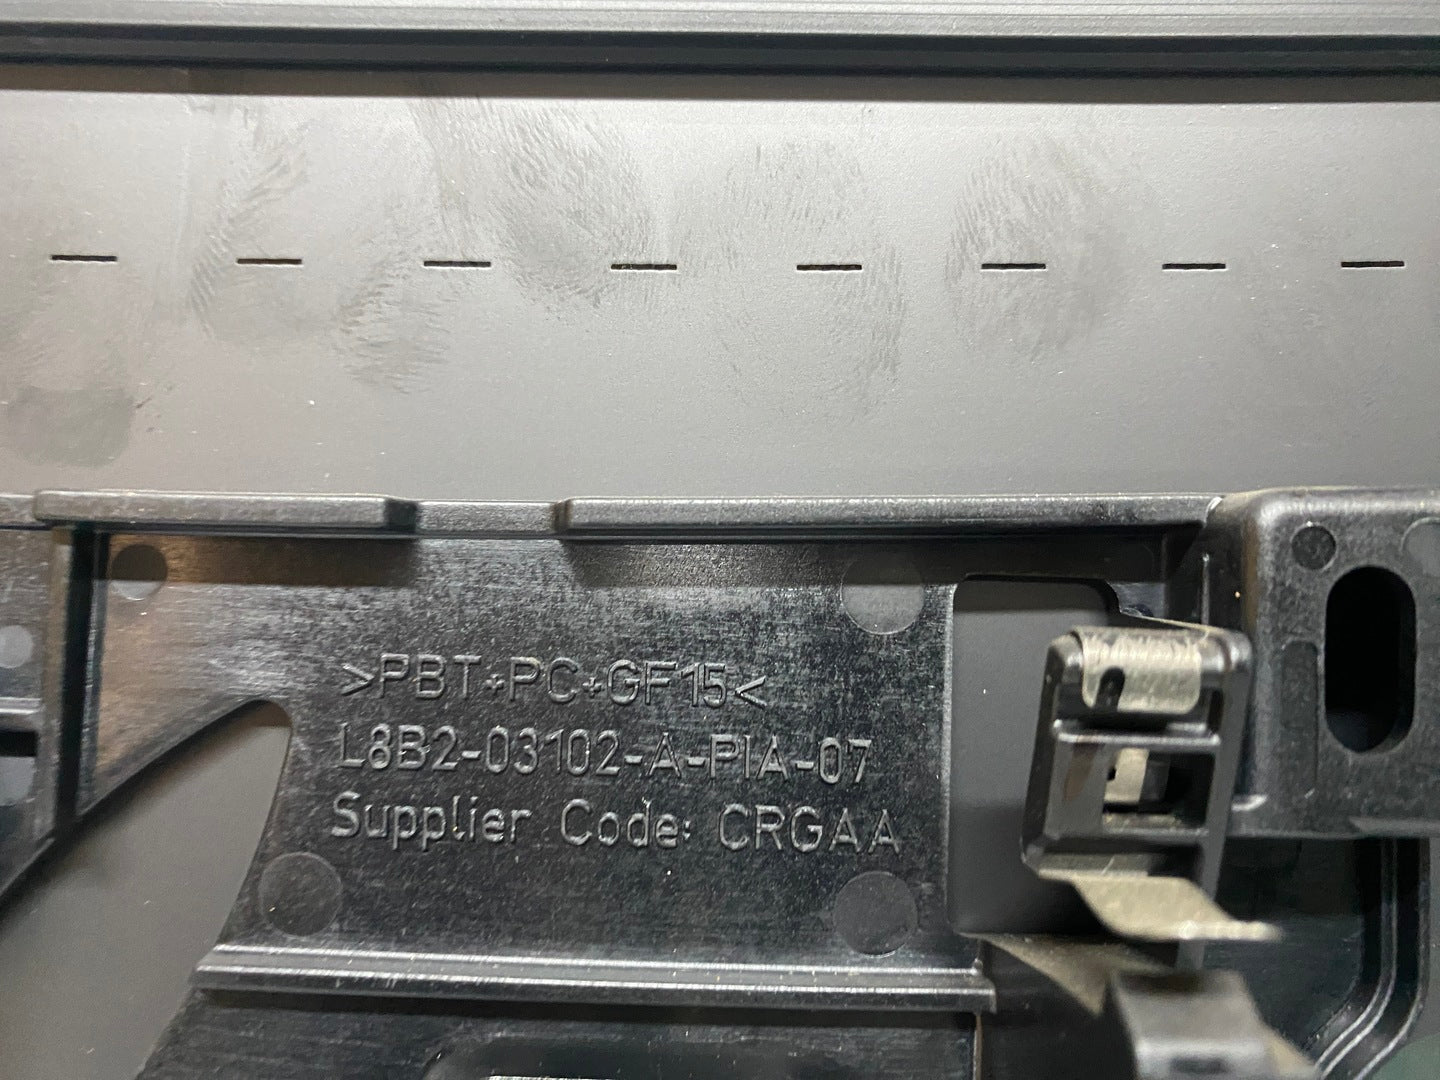 >PBT+PC+GF15<
L8B2-03102-A-PIA-07
Supplier Code: CRGAA